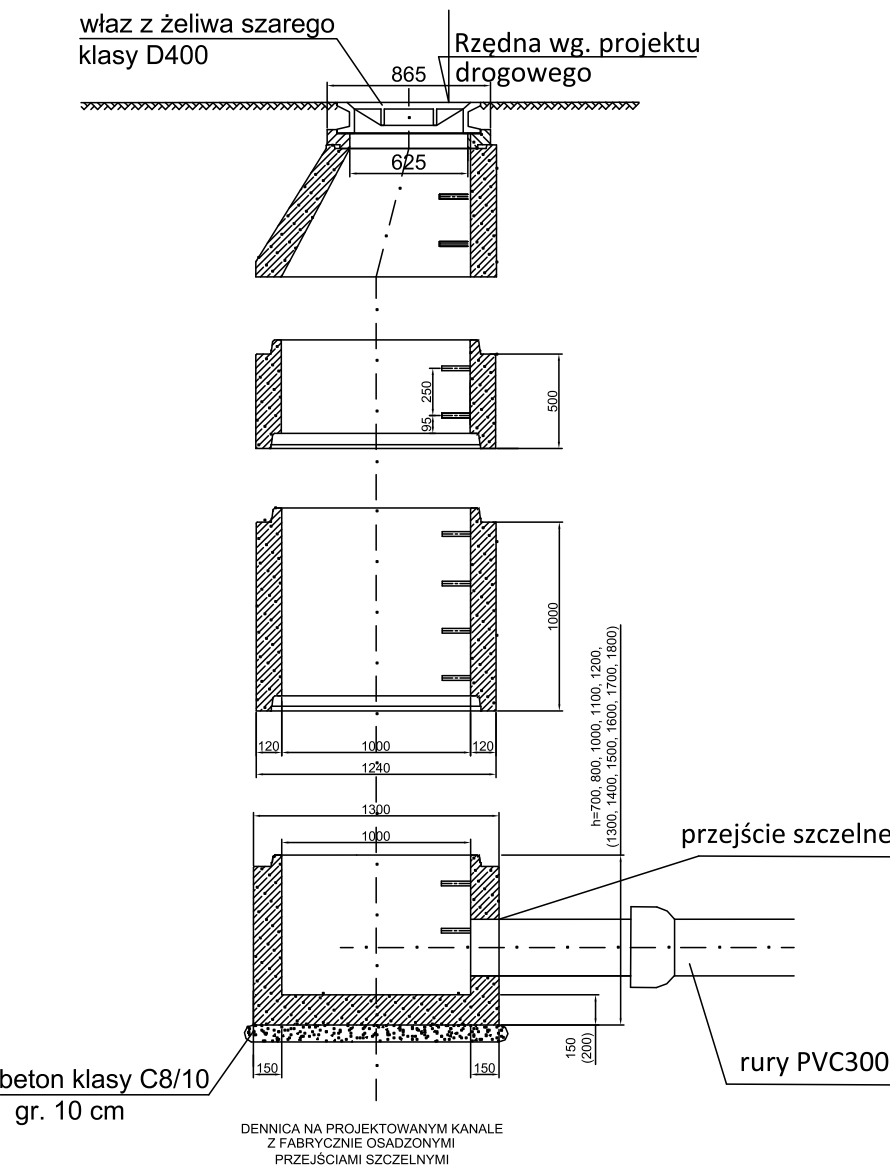 właz z żeliwa szarego
klasy D400
Rzędna wg. projektu
drogowego
865
625
250
95
500
1000
120
1000
120
1240
1300
1000
h=700, 800, 1000, 1100, 1200,
(1300, 1400, 1500, 1600, 1700, 1800)
przejście szczelne
150
(200)
rury PVC300
beton klasy C8/10
gr. 10 cm
150
150
DENNICA NA PROJEKTOWANYM KANALE
Z FABRYCZNIE OSADZONYMI
PRZEJŚCIAMI SZCZELNYMI